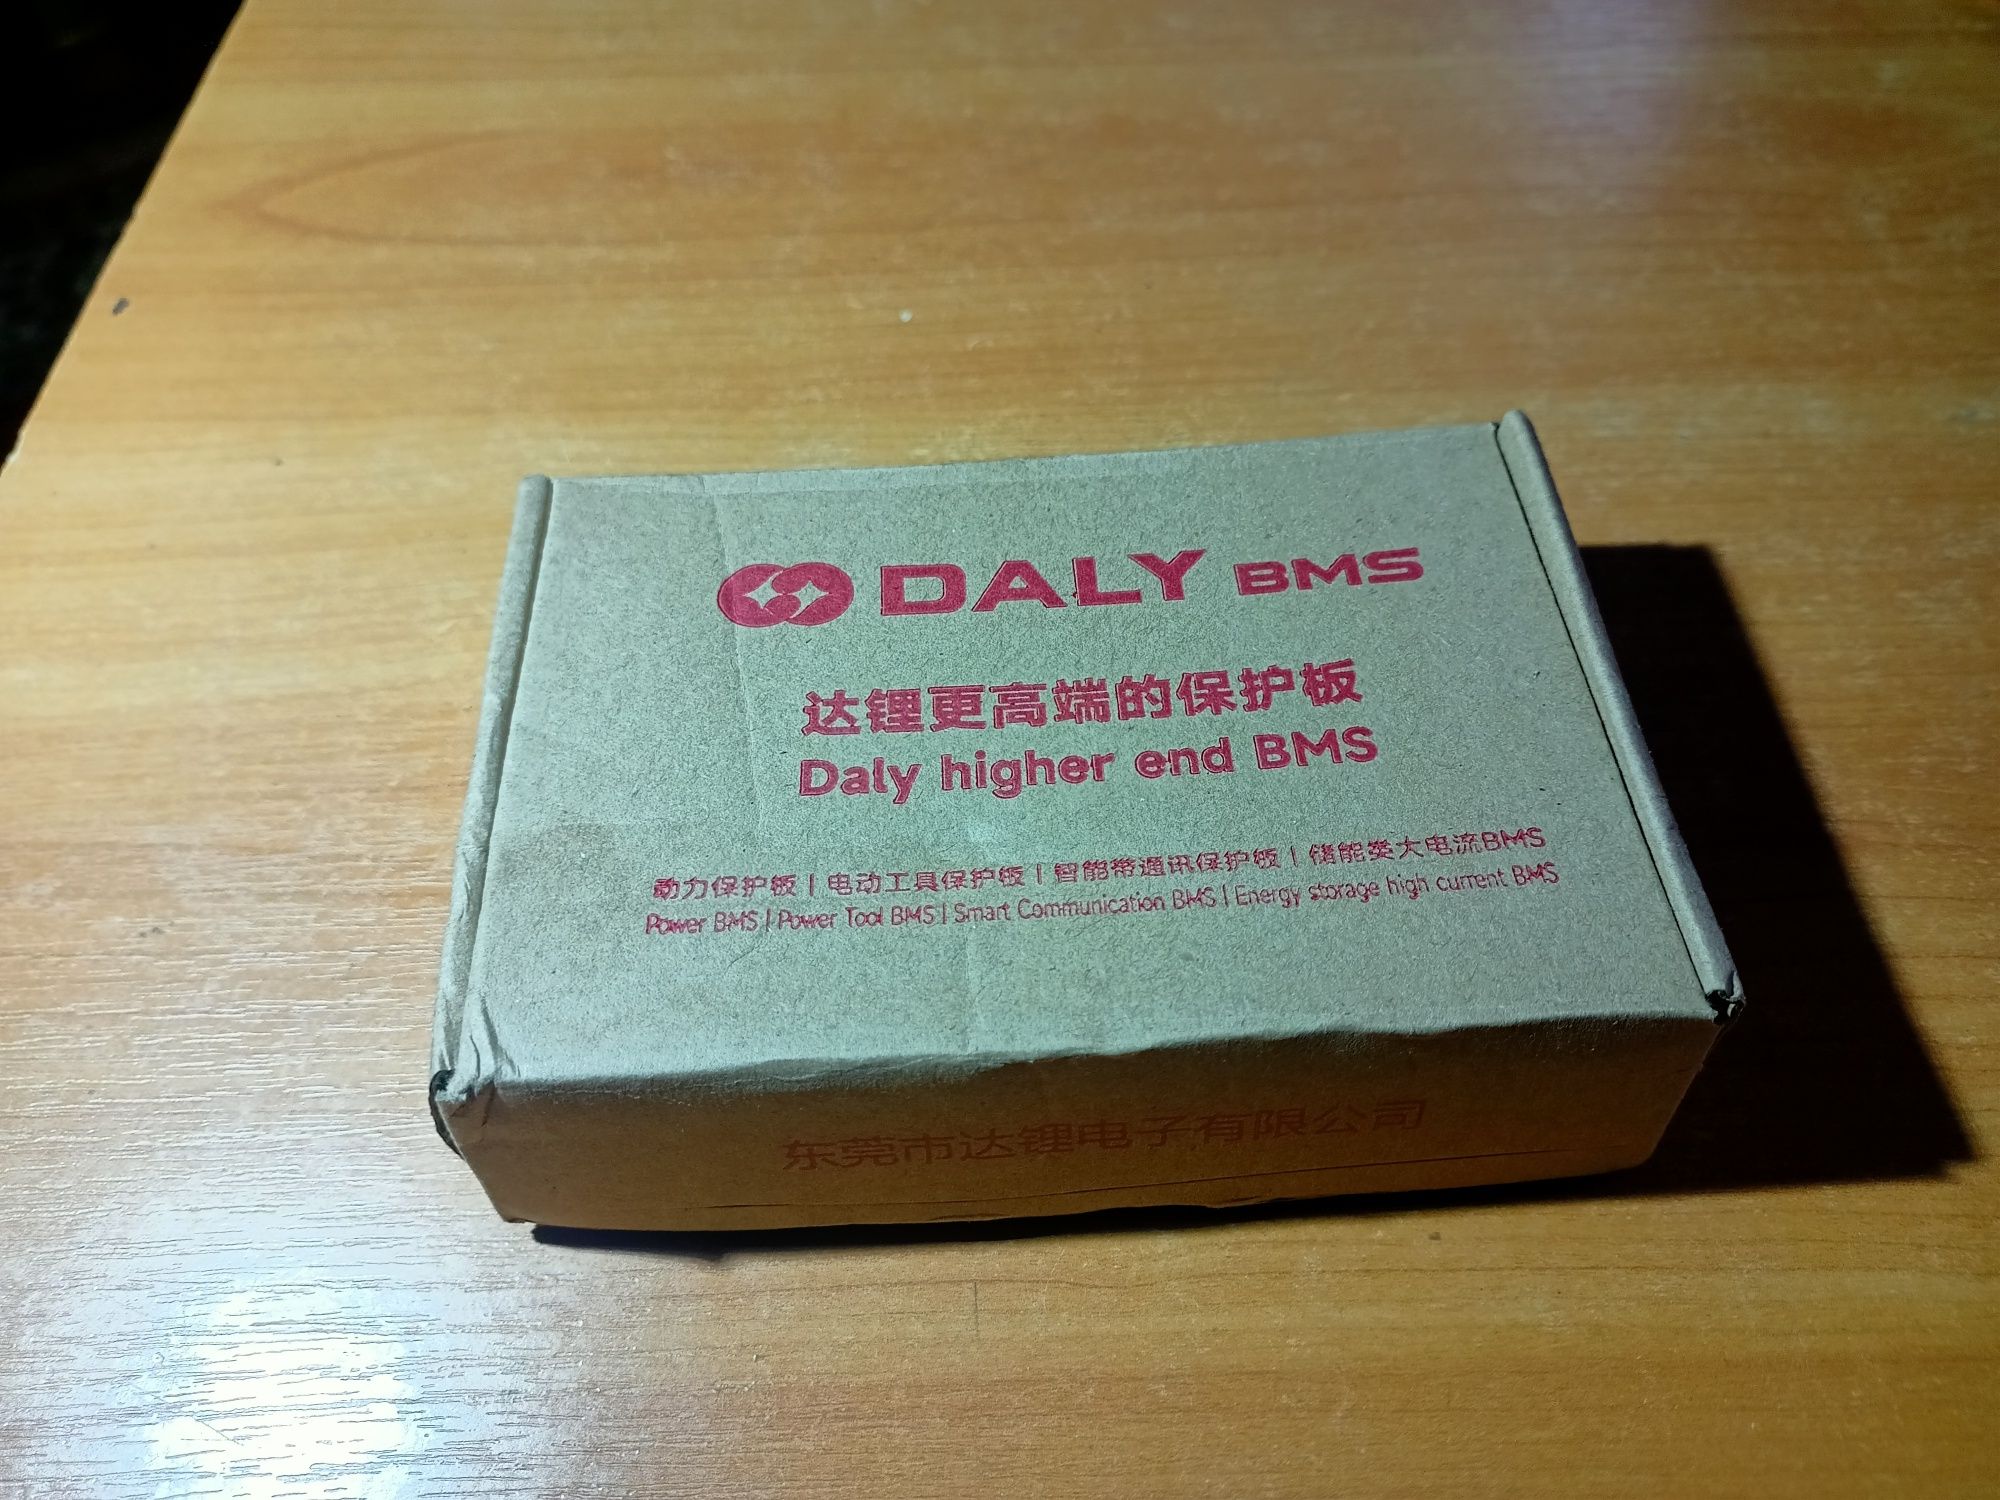 DALY BMS
达锂更高端的保护板
Daly higher end BMS
动力保护板 | 电动工具保护板 | 智能带通讯保护板 | 储能类大电流BMS
Power BMS | Power Tool BMS | Smart Communication BMS | Energy storage high current BMS
东莞市达锂电子有限公司